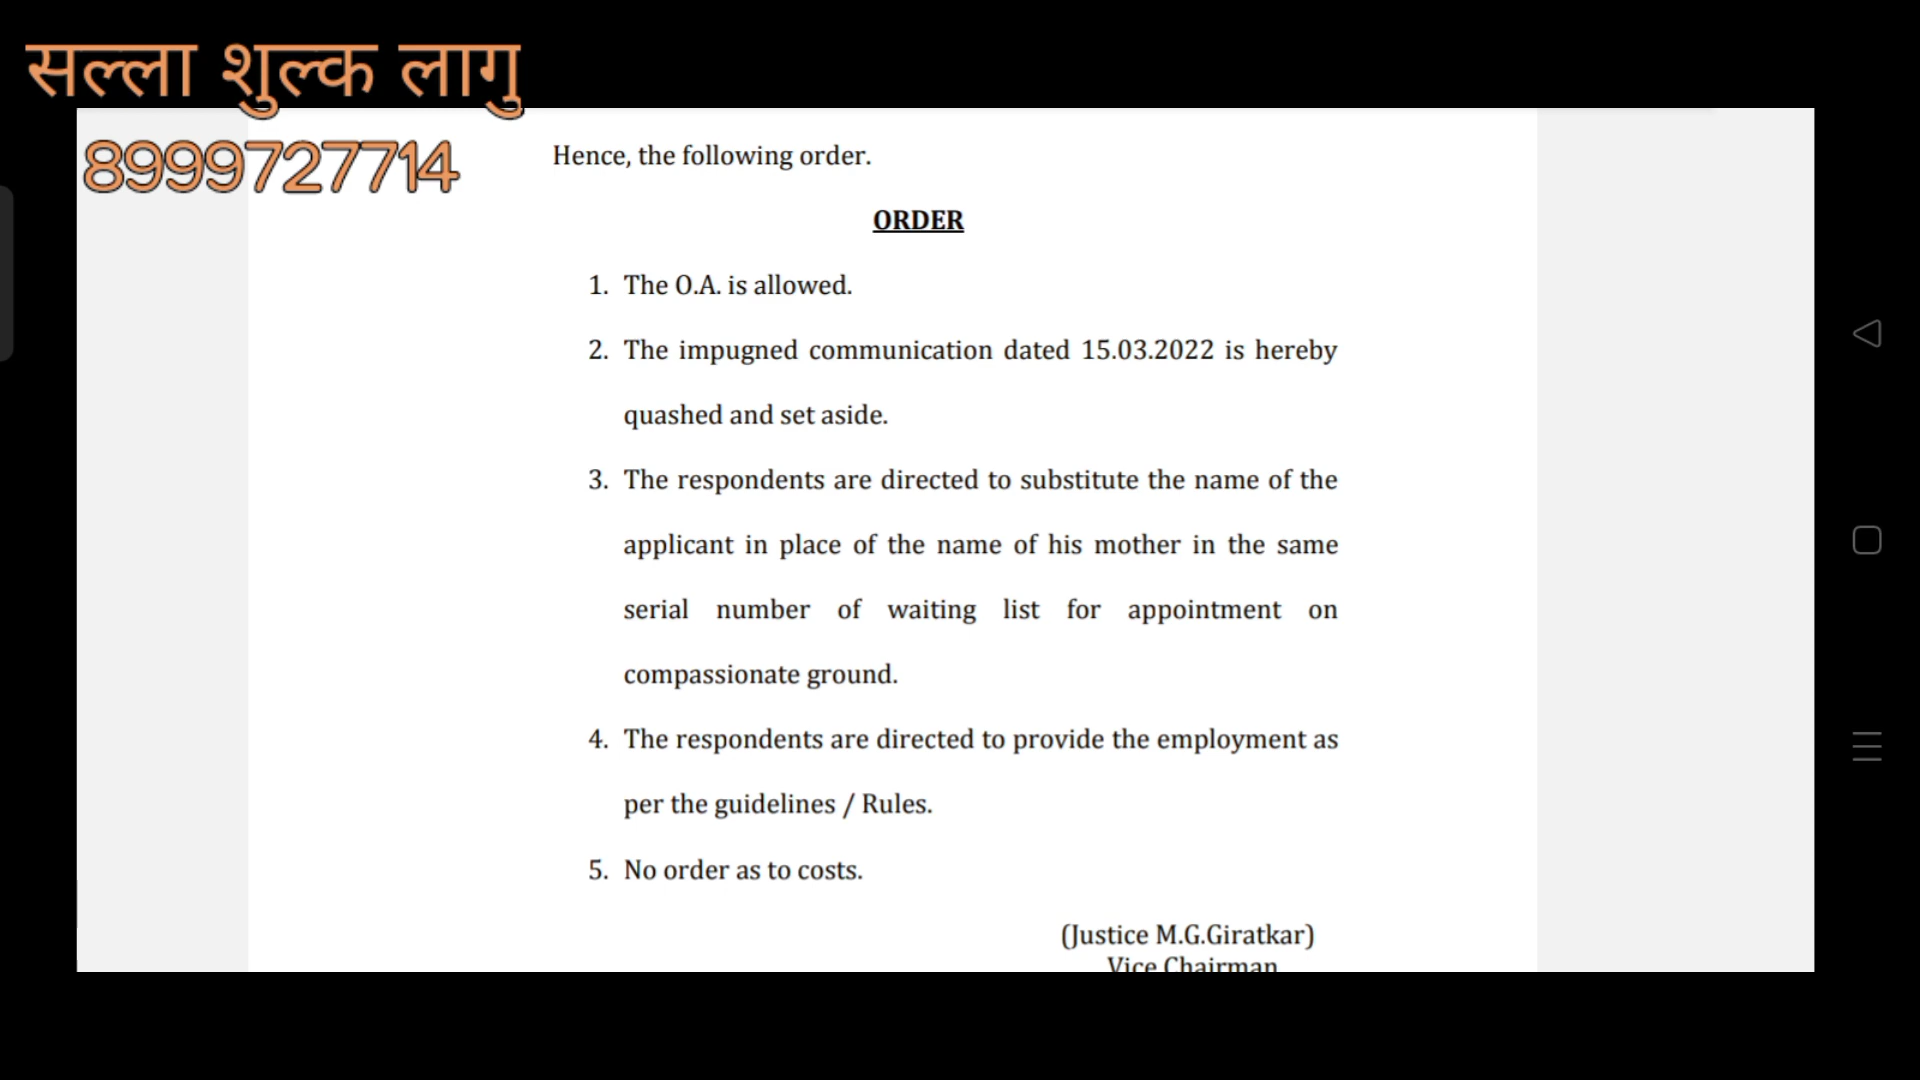 सल्ला शुल्क लागु
8999727714
Hence, the following order.
ORDER
1. The O.A. is allowed.
2. The impugned communication dated 15.03.2022 is hereby
quashed and set aside.
3. The respondents are directed to substitute the name of the
applicant in place of the name of his mother in the same
serial number of waiting list for appointment on
compassionate ground.
4. The respondents are directed to provide the employment as
per the guidelines / Rules.
5. No order as to costs.
(Justice M.G.Giratkar)
Vice Chairman